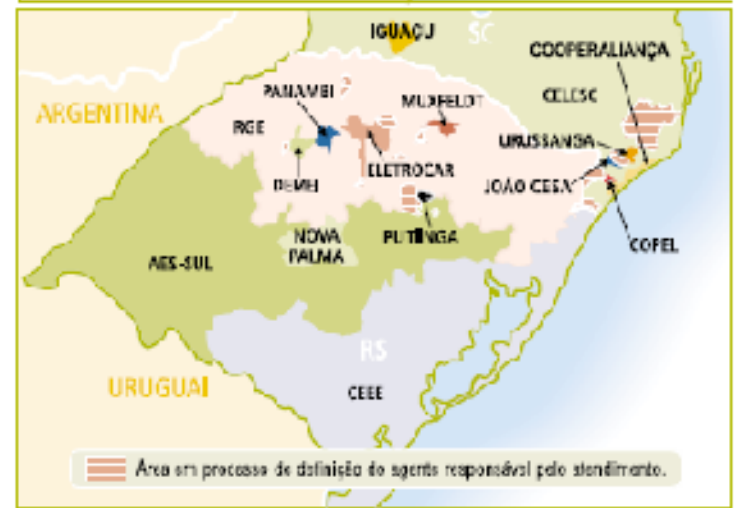 IGUAÇU
SC
COOPERALIANÇA
ARGENTINA
PANAMBI
MUXFELDT
CELESC
RGE
URUSSANGA
ELETROCAR
DEMEI
JOÃO CESA
NOVA
PALMA
PUTINGA
COPEL
AES-SUL
RS
URUGUAI
CEEE
Área em processo de definição do agente responsável pelo atendimento.